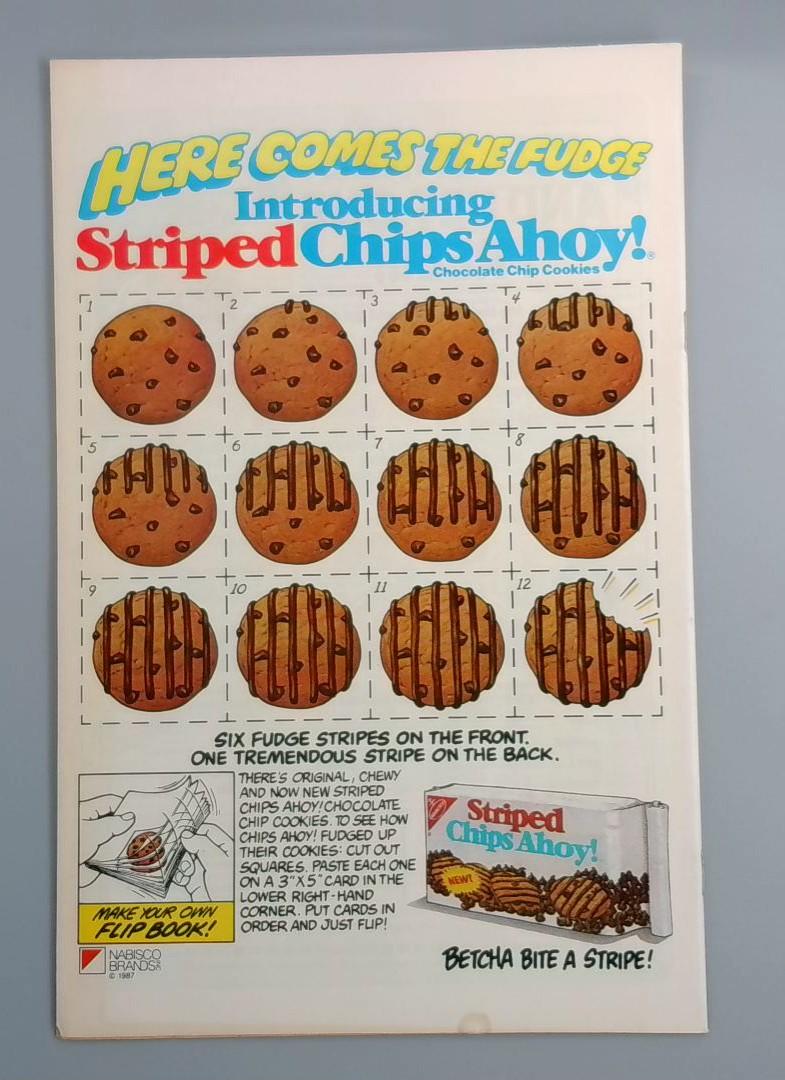 HERE COMES THE FUDGE
Introducing
Striped Chips Ahoy!®
Chocolate Chip Cookies
1 2 3 4
5 6 7 8
9 10 11 12
SIX FUDGE STRIPES ON THE FRONT.
ONE TREMENDOUS STRIPE ON THE BACK.
THERE'S ORIGINAL, CHEWY
AND NOW NEW STRIPED
CHIPS AHOY! CHOCOLATE
CHIP COOKIES. TO SEE HOW
CHIPS AHOY! FUDGED UP
THEIR COOKIES: CUT OUT
SQUARES. PASTE EACH ONE
ON A 3"X5" CARD IN THE
LOWER RIGHT-HAND
CORNER. PUT CARDS IN
ORDER AND JUST FLIP!
MAKE YOUR OWN
FLIP BOOK!
Striped
Chips Ahoy!
NEW!
NABISCO
BRANDS
© 1987
BETCHA BITE A STRIPE!